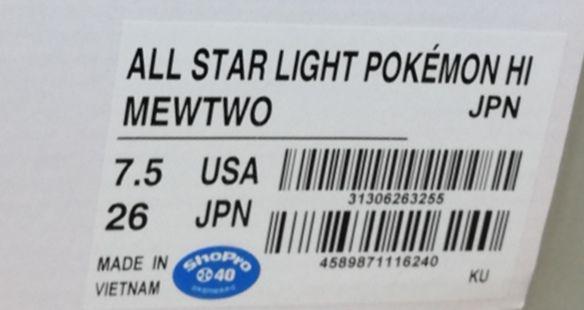 ALL STAR LIGHT POKÉMON HI
MEWTWO JPN
7.5 USA
31306263255
26 JPN
4589871116240
MADE IN
VIETNAM
ShoPro
40
KU